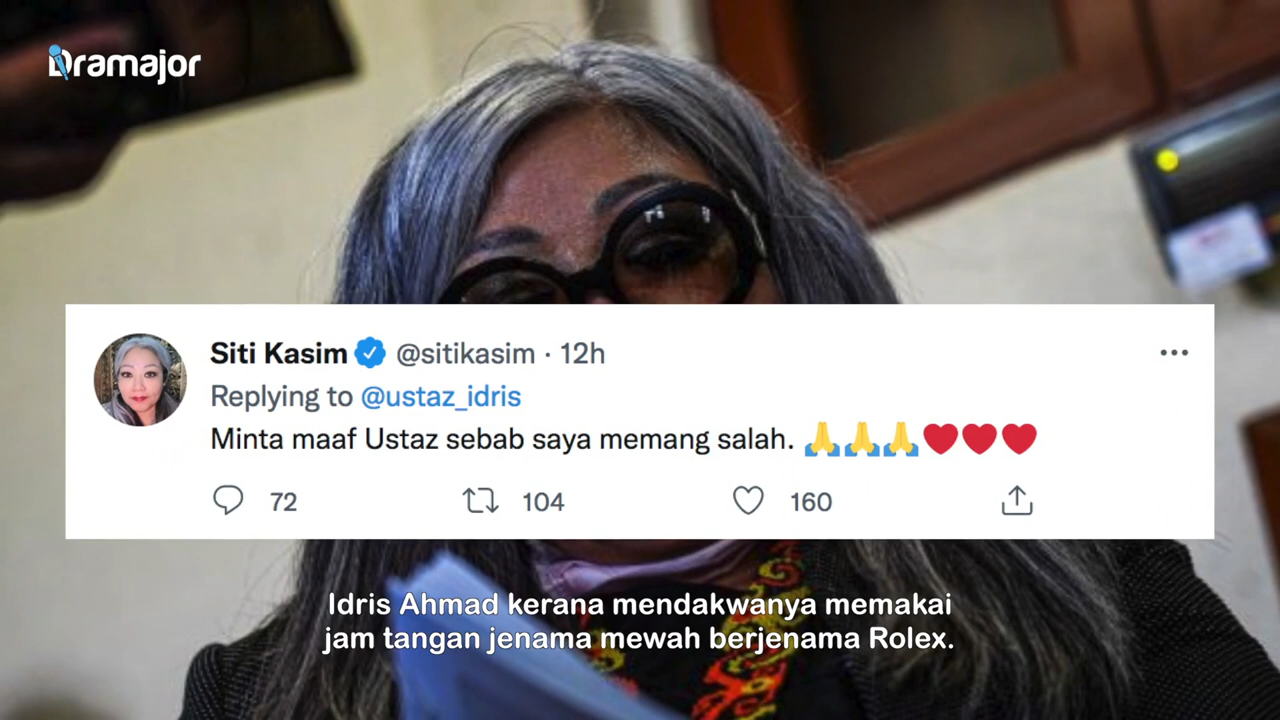 Dramajor
Siti Kasim @sitikasim · 12h
Replying to @ustaz_idris
Minta maaf Ustaz sebab saya memang salah. 🙏🙏🙏❤️❤️❤️
72 104 160
Idris Ahmad kerana mendakwanya memakai
jam tangan jenama mewah berjenama Rolex.